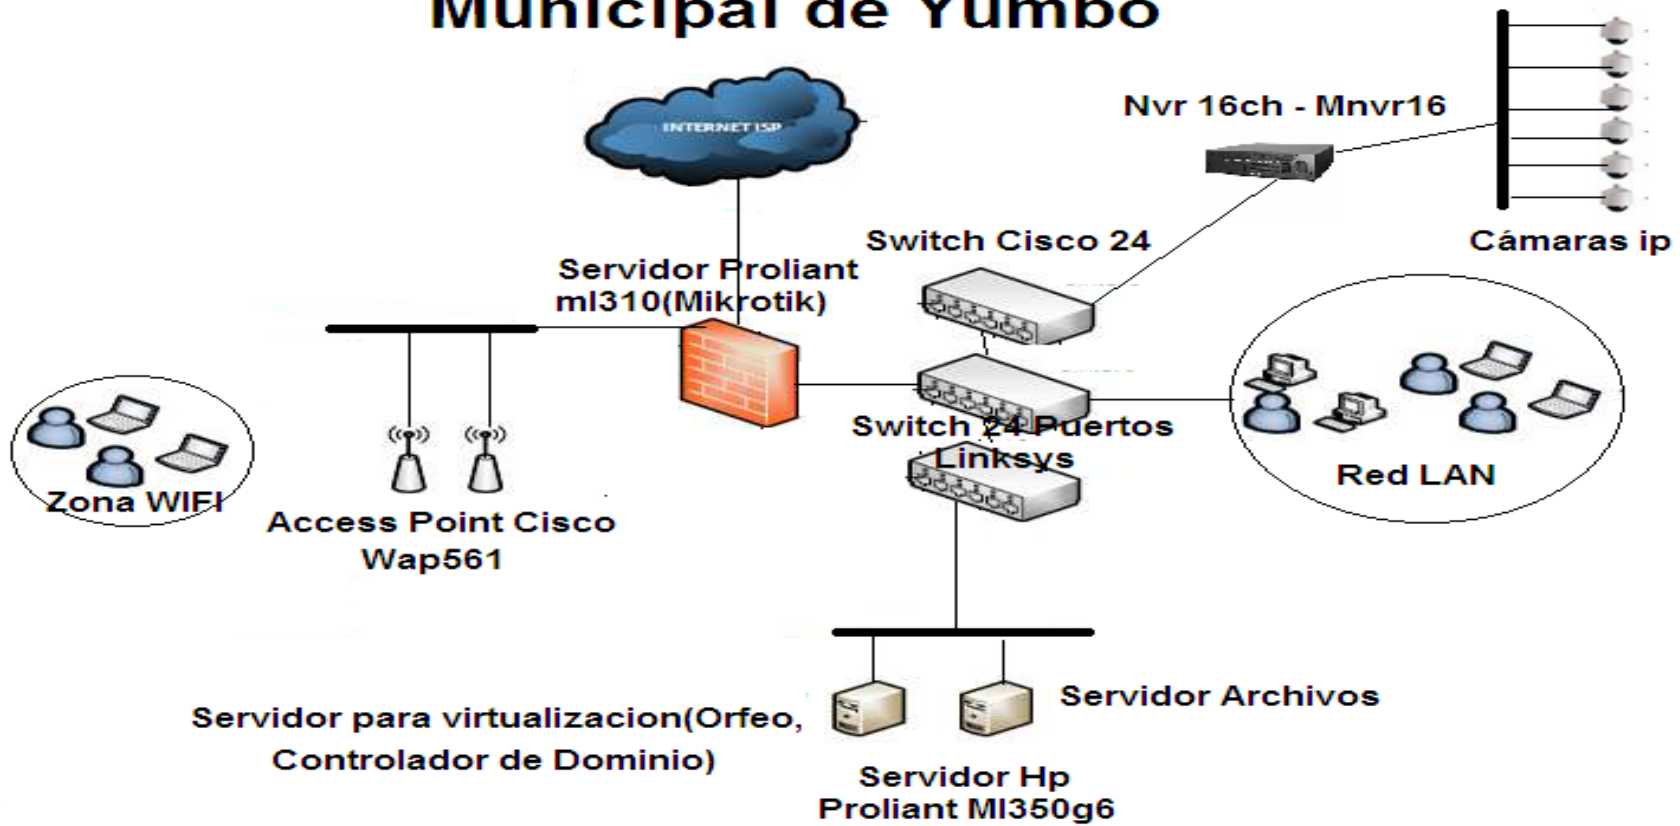 Municipal de Yumbo
INTERNET ISP
Nvr 16ch - Mnvr16
Cámaras ip
Switch Cisco 24
Servidor Proliant
ml310(Mikrotik)
Switch 24 Puertos
Linksys
Red LAN
Zona WIFI
Access Point Cisco
Wap561
Servidor para virtualizacion(Orfeo,
Controlador de Dominio)
Servidor Archivos
Servidor Hp
Proliant Ml350g6